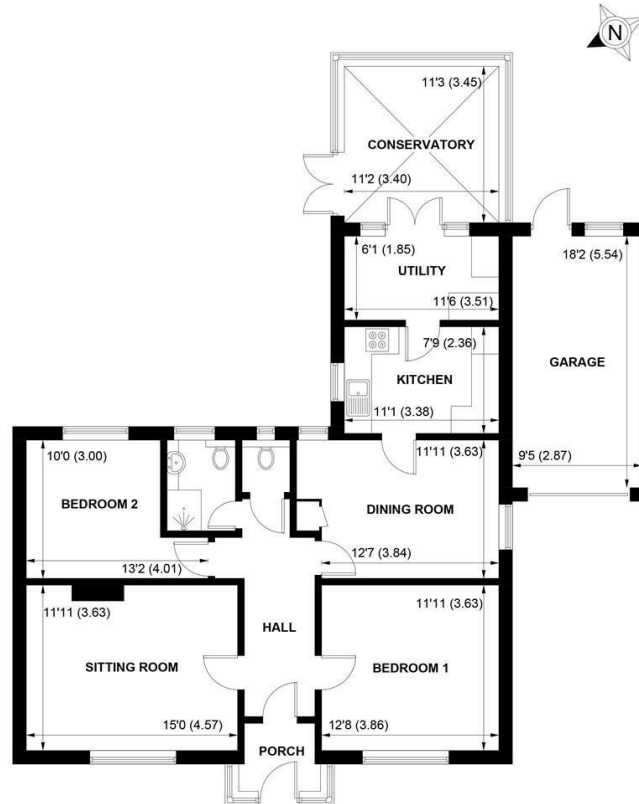 N
11'3 (3.45)
CONSERVATORY
11'2 (3.40)
6'1 (1.85)
UTILITY
11'6 (3.51)
18'2 (5.54)
7'9 (2.36)
KITCHEN
11'1 (3.38)
GARAGE
9'5 (2.87)
10'0 (3.00)
BEDROOM 2
13'2 (4.01)
11'11 (3.63)
DINING ROOM
12'7 (3.84)
11'11 (3.63)
SITTING ROOM
15'0 (4.57)
HALL
11'11 (3.63)
BEDROOM 1
12'8 (3.86)
PORCH